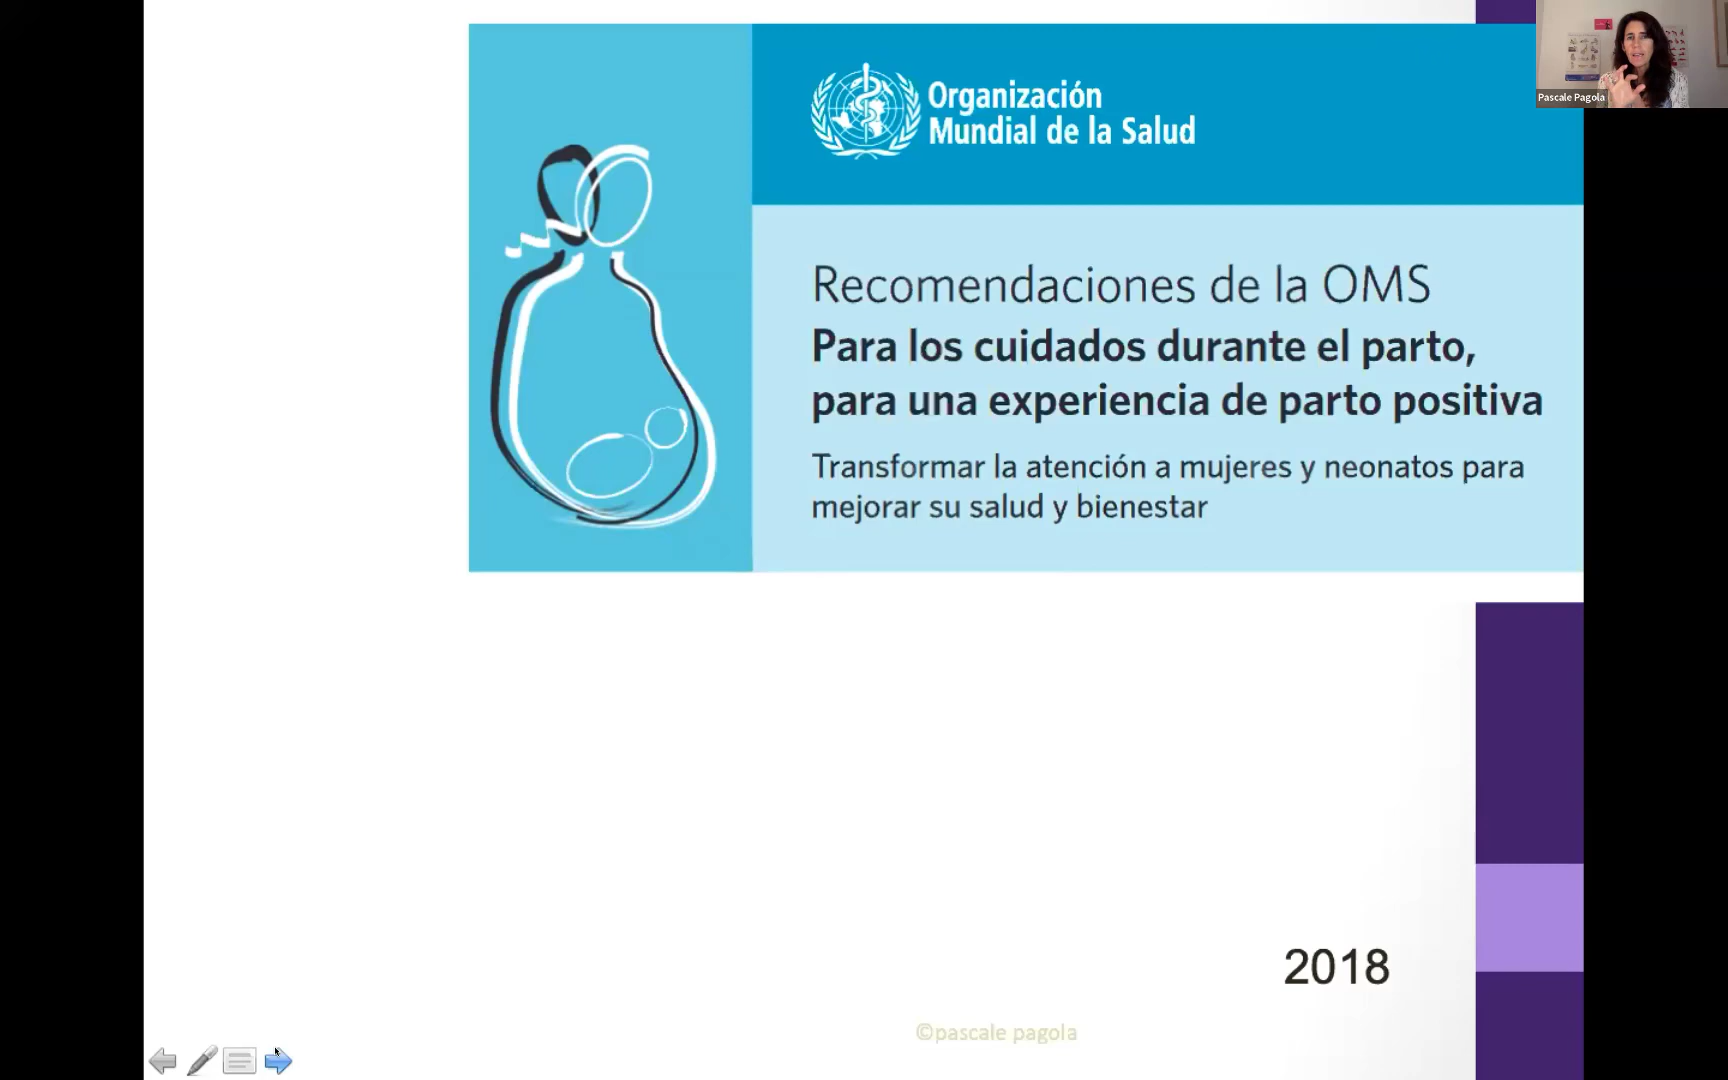 Organización
Mundial de la Salud
Pascale Pagola
Recomendaciones de la OMS
Para los cuidados durante el parto,
para una experiencia de parto positiva
Transformar la atención a mujeres y neonatos para
mejorar su salud y bienestar
2018
©pascale pagola